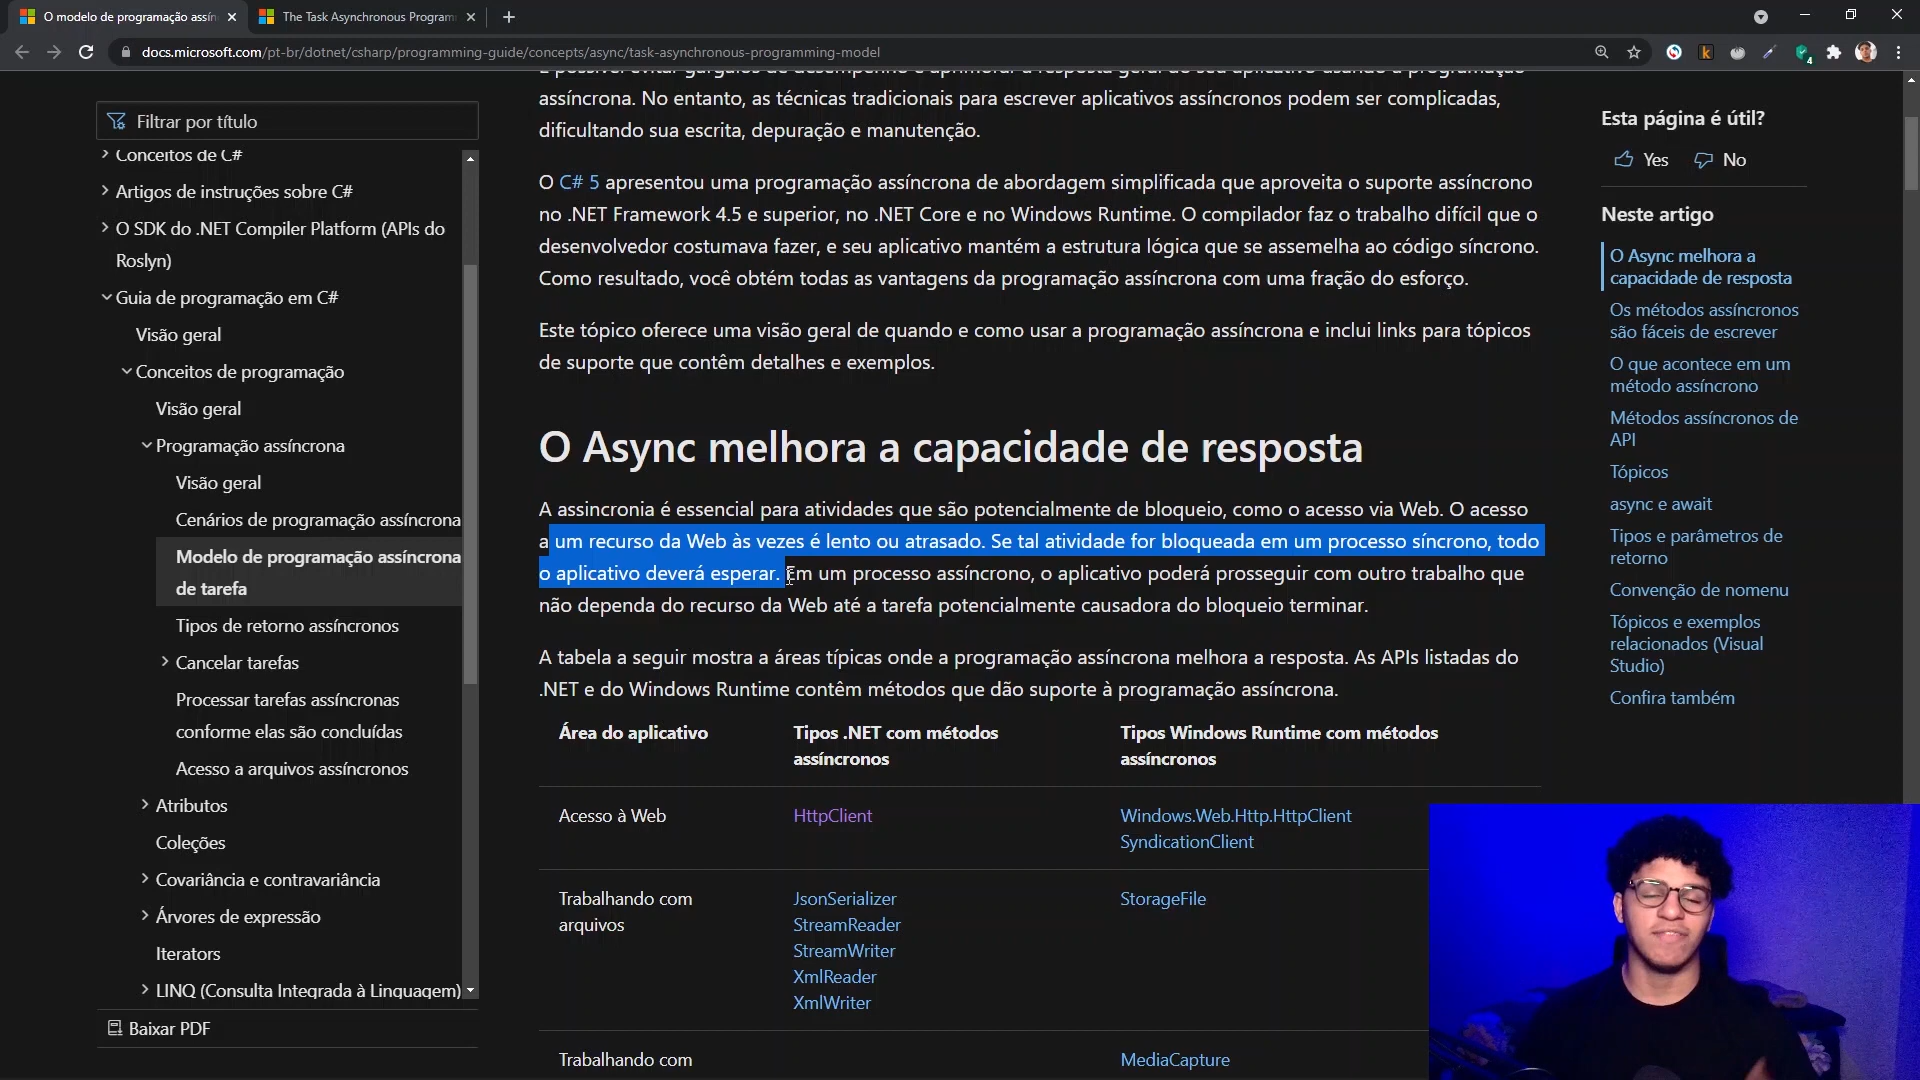 O modelo de programação assín
The Task Asynchronous Program
docs.microsoft.com/pt-br/dotnet/csharp/programming-guide/concepts/async/task-asynchronous-programming-model
k
4
Filtrar por título
Conceitos de C#
Artigos de instruções sobre C#
O SDK do .NET Compiler Platform (APIs do
Roslyn)
Guia de programação em C#
Visão geral
Conceitos de programação
Visão geral
Programação assíncrona
Visão geral
Cenários de programação assíncrona
Modelo de programação assíncrona
de tarefa
Tipos de retorno assíncronos
Cancelar tarefas
Processar tarefas assíncronas
conforme elas são concluídas
Acesso a arquivos assíncronos
Atributos
Coleções
Covariância e contravariância
Árvores de expressão
Iterators
LINQ (Consulta Integrada à Linguagem)
Baixar PDF
É possível evitar gargalos de desempenho e aprimorar a resposta geral do seu aplicativo usando a programação
assíncrona. No entanto, as técnicas tradicionais para escrever aplicativos assíncronos podem ser complicadas,
dificultando sua escrita, depuração e manutenção.
O C# 5 apresentou uma programação assíncrona de abordagem simplificada que aproveita o suporte assíncrono
no .NET Framework 4.5 e superior, no .NET Core e no Windows Runtime. O compilador faz o trabalho difícil que o
desenvolvedor costumava fazer, e seu aplicativo mantém a estrutura lógica que se assemelha ao código síncrono.
Como resultado, você obtém todas as vantagens da programação assíncrona com uma fração do esforço.
Este tópico oferece uma visão geral de quando e como usar a programação assíncrona e inclui links para tópicos
de suporte que contêm detalhes e exemplos.
O Async melhora a capacidade de resposta
A assincronia é essencial para atividades que são potencialmente de bloqueio, como o acesso via Web. O acesso
a um recurso da Web às vezes é lento ou atrasado. Se tal atividade for bloqueada em um processo síncrono, todo
o aplicativo deverá esperar. Em um processo assíncrono, o aplicativo poderá prosseguir com outro trabalho que
não dependa do recurso da Web até a tarefa potencialmente causadora do bloqueio terminar.
A tabela a seguir mostra a áreas típicas onde a programação assíncrona melhora a resposta. As APIs listadas do
.NET e do Windows Runtime contêm métodos que dão suporte à programação assíncrona.
Área do aplicativo
Tipos .NET com métodos
assíncronos
Tipos Windows Runtime com métodos
assíncronos
Acesso à Web
HttpClient
Windows.Web.Http.HttpClient
SyndicationClient
Trabalhando com
arquivos
JsonSerializer
StreamReader
StreamWriter
XmlReader
XmlWriter
StorageFile
Trabalhando com
MediaCapture
Esta página é útil?
Yes
No
Neste artigo
O Async melhora a
capacidade de resposta
Os métodos assíncronos
são fáceis de escrever
O que acontece em um
método assíncrono
Métodos assíncronos de
API
Tópicos
async e await
Tipos e parâmetros de
retorno
Convenção de nomenu
Tópicos e exemplos
relacionados (Visual
Studio)
Confira também